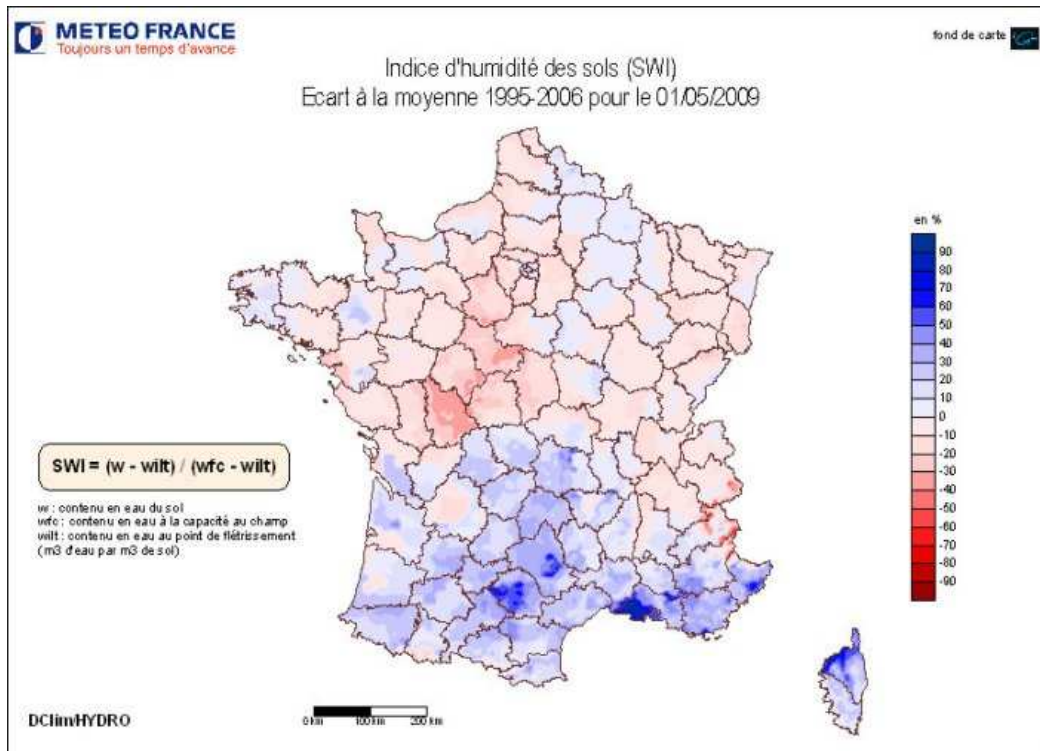 METEO FRANCE
Toujours un temps d'avance
fond de carte
Indice d'humidité des sols (SWI)
Ecart à la moyenne 1995-2006 pour le 01/05/2009
en %
90
80
70
60
50
40
30
20
10
0
-10
-20
-30
-40
-50
-60
-70
-80
-90
SWI = (w - wilt) / (wfc - wilt)
w : contenu en eau du sol
wfc : contenu en eau à la capacité au champ
wilt : contenu en eau au point de flétrissement
(m3 d'eau par m3 de sol)
DClim/HYDRO
0 km 100 km 200 km